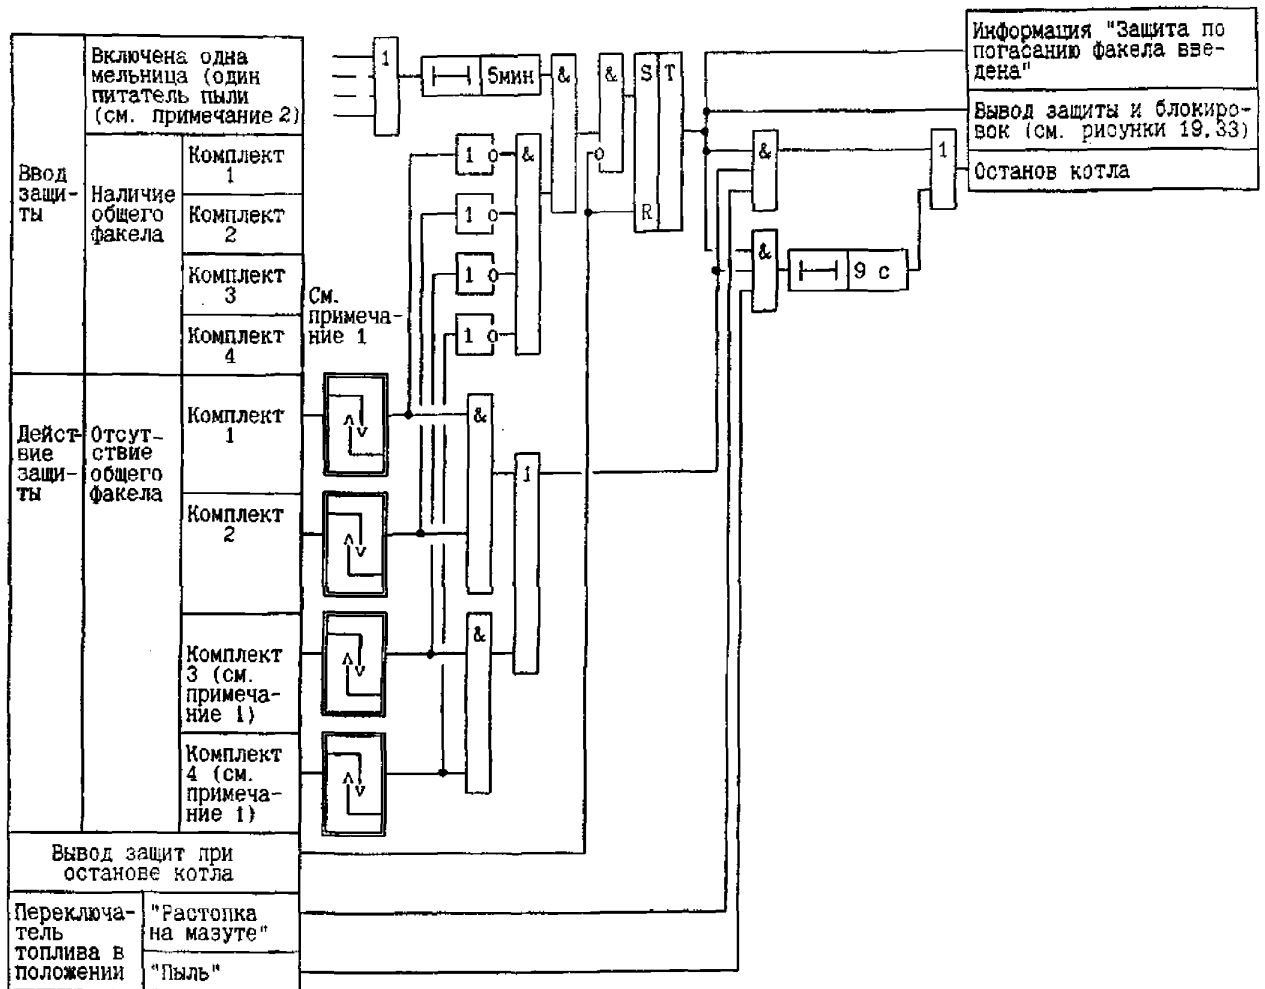 Ввод
защи-
ты
Включена одна
мельница (один
питатель пыли
(см. примечание 2)
Наличие
общего
факела
Комплект
1
Комплект
2
Комплект
3
Комплект
4
См.
примеча-
ние 1
Дейст-
вие
защи-
ты
Отсут-
ствие
общего
факела
Комплект
1
Комплект
2
Комплект
3 (см.
примеча-
ние 1)
Комплект
4 (см.
примеча-
ние 1)
Вывод защит при
останове котла
Переключа-
тель
топлива в
положении
"Растопка
на мазуте"
"Пыль"
1
5мин
&
&
S T
R
1
1
1
1
&
&
&
1
&
&
9 с
1
Информация "Защита по
погасанию факела вве-
дена"
Вывод защиты и блокиро-
вок (см. рисунки 19,33)
Останов котла